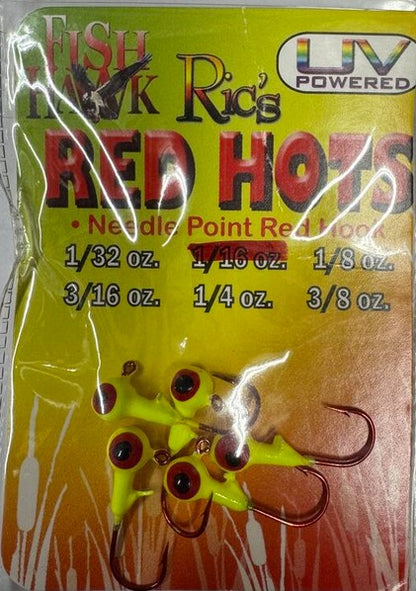 FISH HAWK Ric's
UV POWERED
RED HOTS
• Needle Point Red Hook
1/32 oz. 1/16 oz. 1/8 oz.
3/16 oz. 1/4 oz. 3/8 oz.